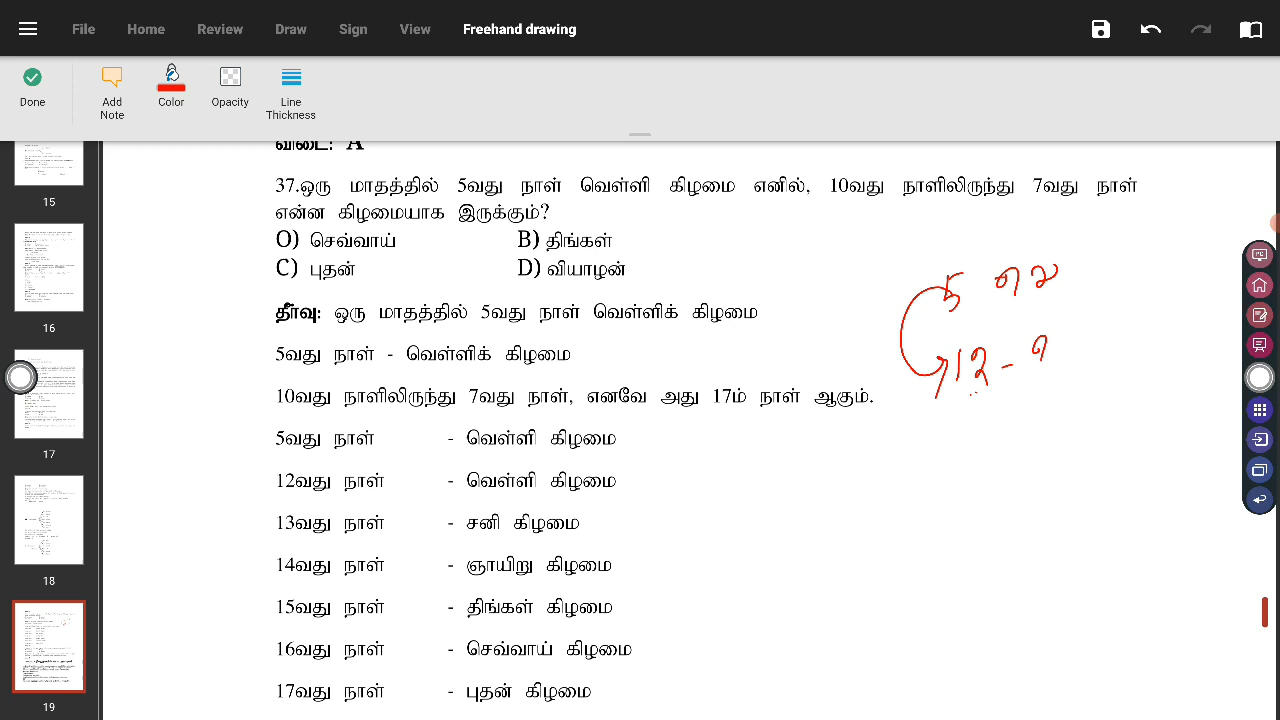 File Home Review Draw Sign View Freehand drawing
Done
Add Note
Color
Opacity
Line Thickness
விடை: A
37.ஒரு மாதத்தில் 5வது நாள் வெள்ளி கிழமை எனில், 10வது நாளிலிருந்து 7வது நாள்
என்ன கிழமையாக இருக்கும்?
O) செவ்வாய் B) திங்கள்
C) புதன் D) வியாழன்
தீர்வு: ஒரு மாதத்தில் 5வது நாள் வெள்ளிக் கிழமை
5வது நாள் - வெள்ளிக் கிழமை
10வது நாளிலிருந்து 7வது நாள், எனவே அது 17ம் நாள் ஆகும்.
5வது நாள் - வெள்ளி கிழமை
12வது நாள் - வெள்ளி கிழமை
13வது நாள் - சனி கிழமை
14வது நாள் - ஞாயிறு கிழமை
15வது நாள் - திங்கள் கிழமை
16வது நாள் - செவ்வாய் கிழமை
17வது நாள் - புதன் கிழமை
5
12 -
15
16
17
18
19